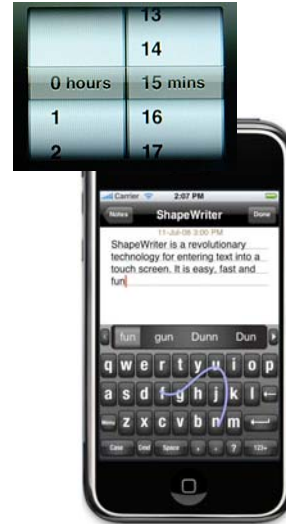 13
14
0 hours 15 mins
1 16
2 17
Carrier 2:07 PM
Notes ShapeWriter Done
11-Jul-08 3:00 PM
ShapeWriter is a revolutionary
technology for entering text into a
touch screen. It is easy, fast and
fun
fun gun Dunn Dun
q w e r t y u i o p
a s d f g h j k l
z x c v b n m
Case Cmd Space , . ? 123+